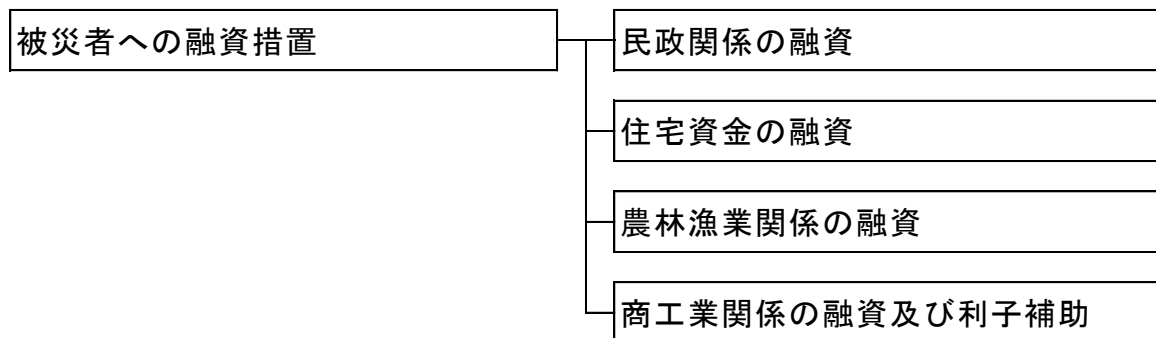 被災者への融資措置
民政関係の融資
住宅資金の融資
農林漁業関係の融資
商工業関係の融資及び利子補助